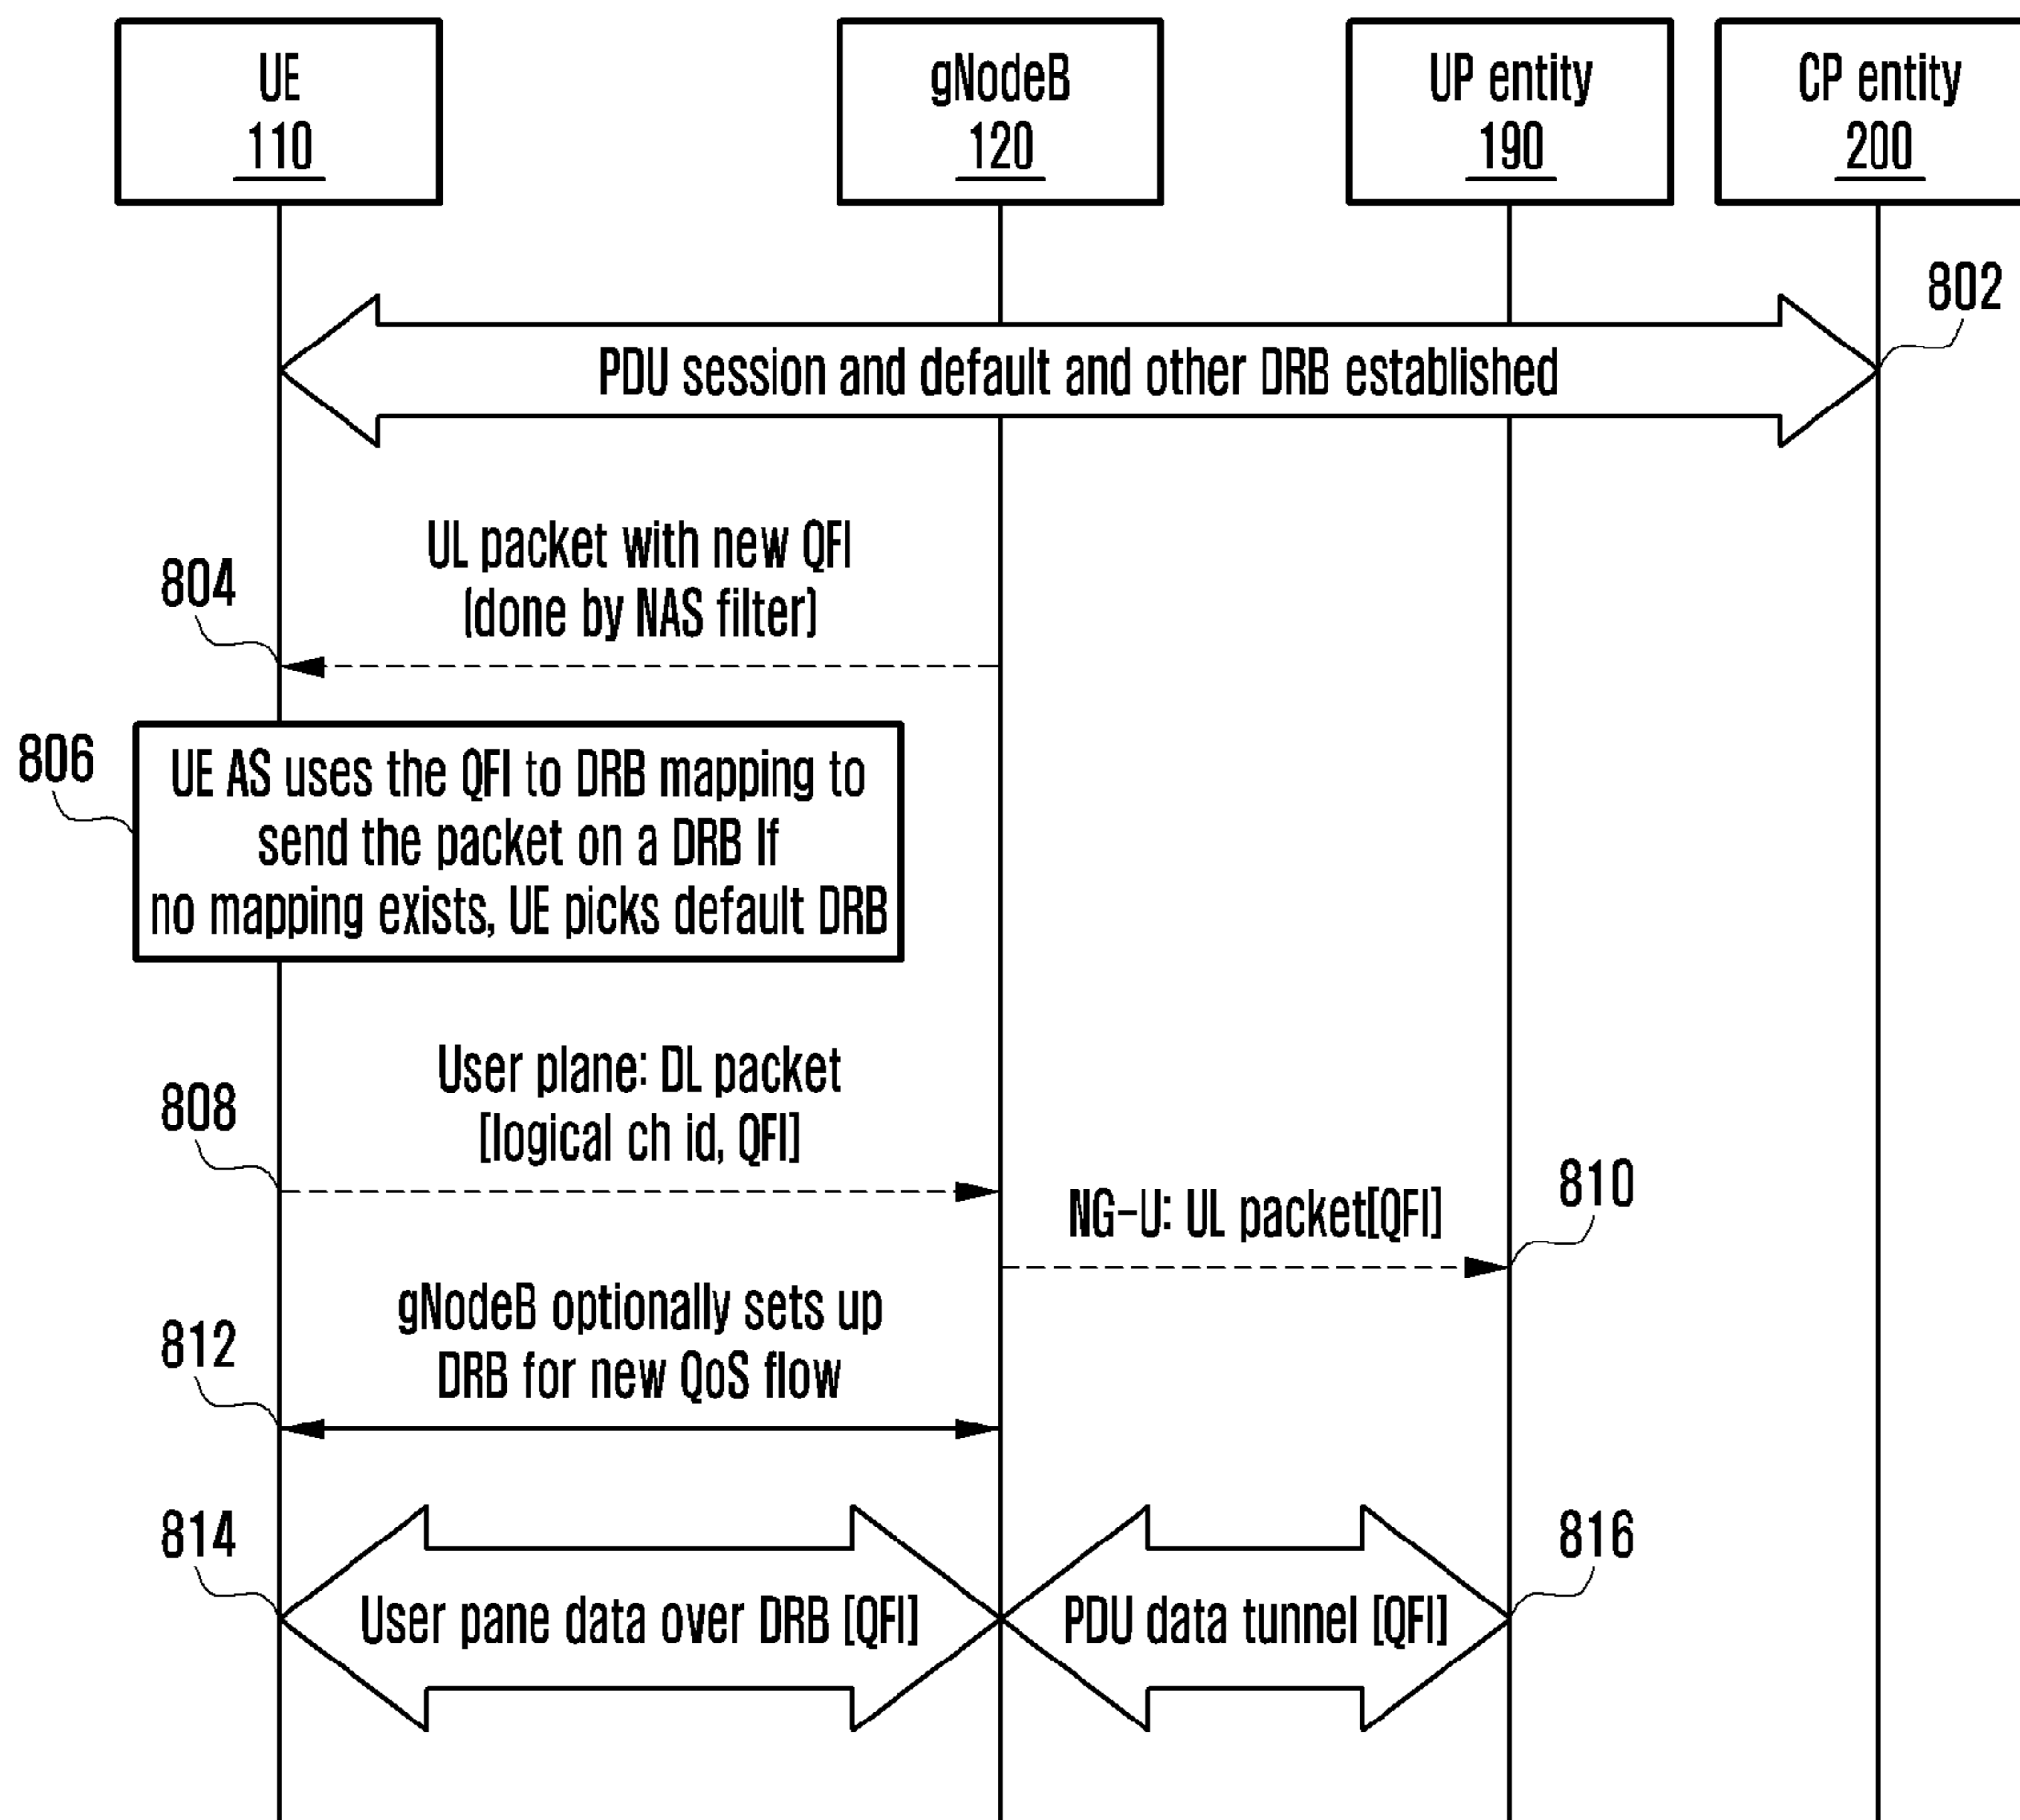 UE
110
gNodeB
120
UP entity
190
CP entity
200
802
PDU session and default and other DRB established
804
UL packet with new QFI
(done by NAS filter)
806
UE AS uses the QFI to DRB mapping to
send the packet on a DRB If
no mapping exists, UE picks default DRB
808
User plane: DL packet
[logical ch id, QFI]
810
NG-U: UL packet[QFI]
812
gNodeB optionally sets up
DRB for new QoS flow
814
User pane data over DRB [QFI]
816
PDU data tunnel [QFI]